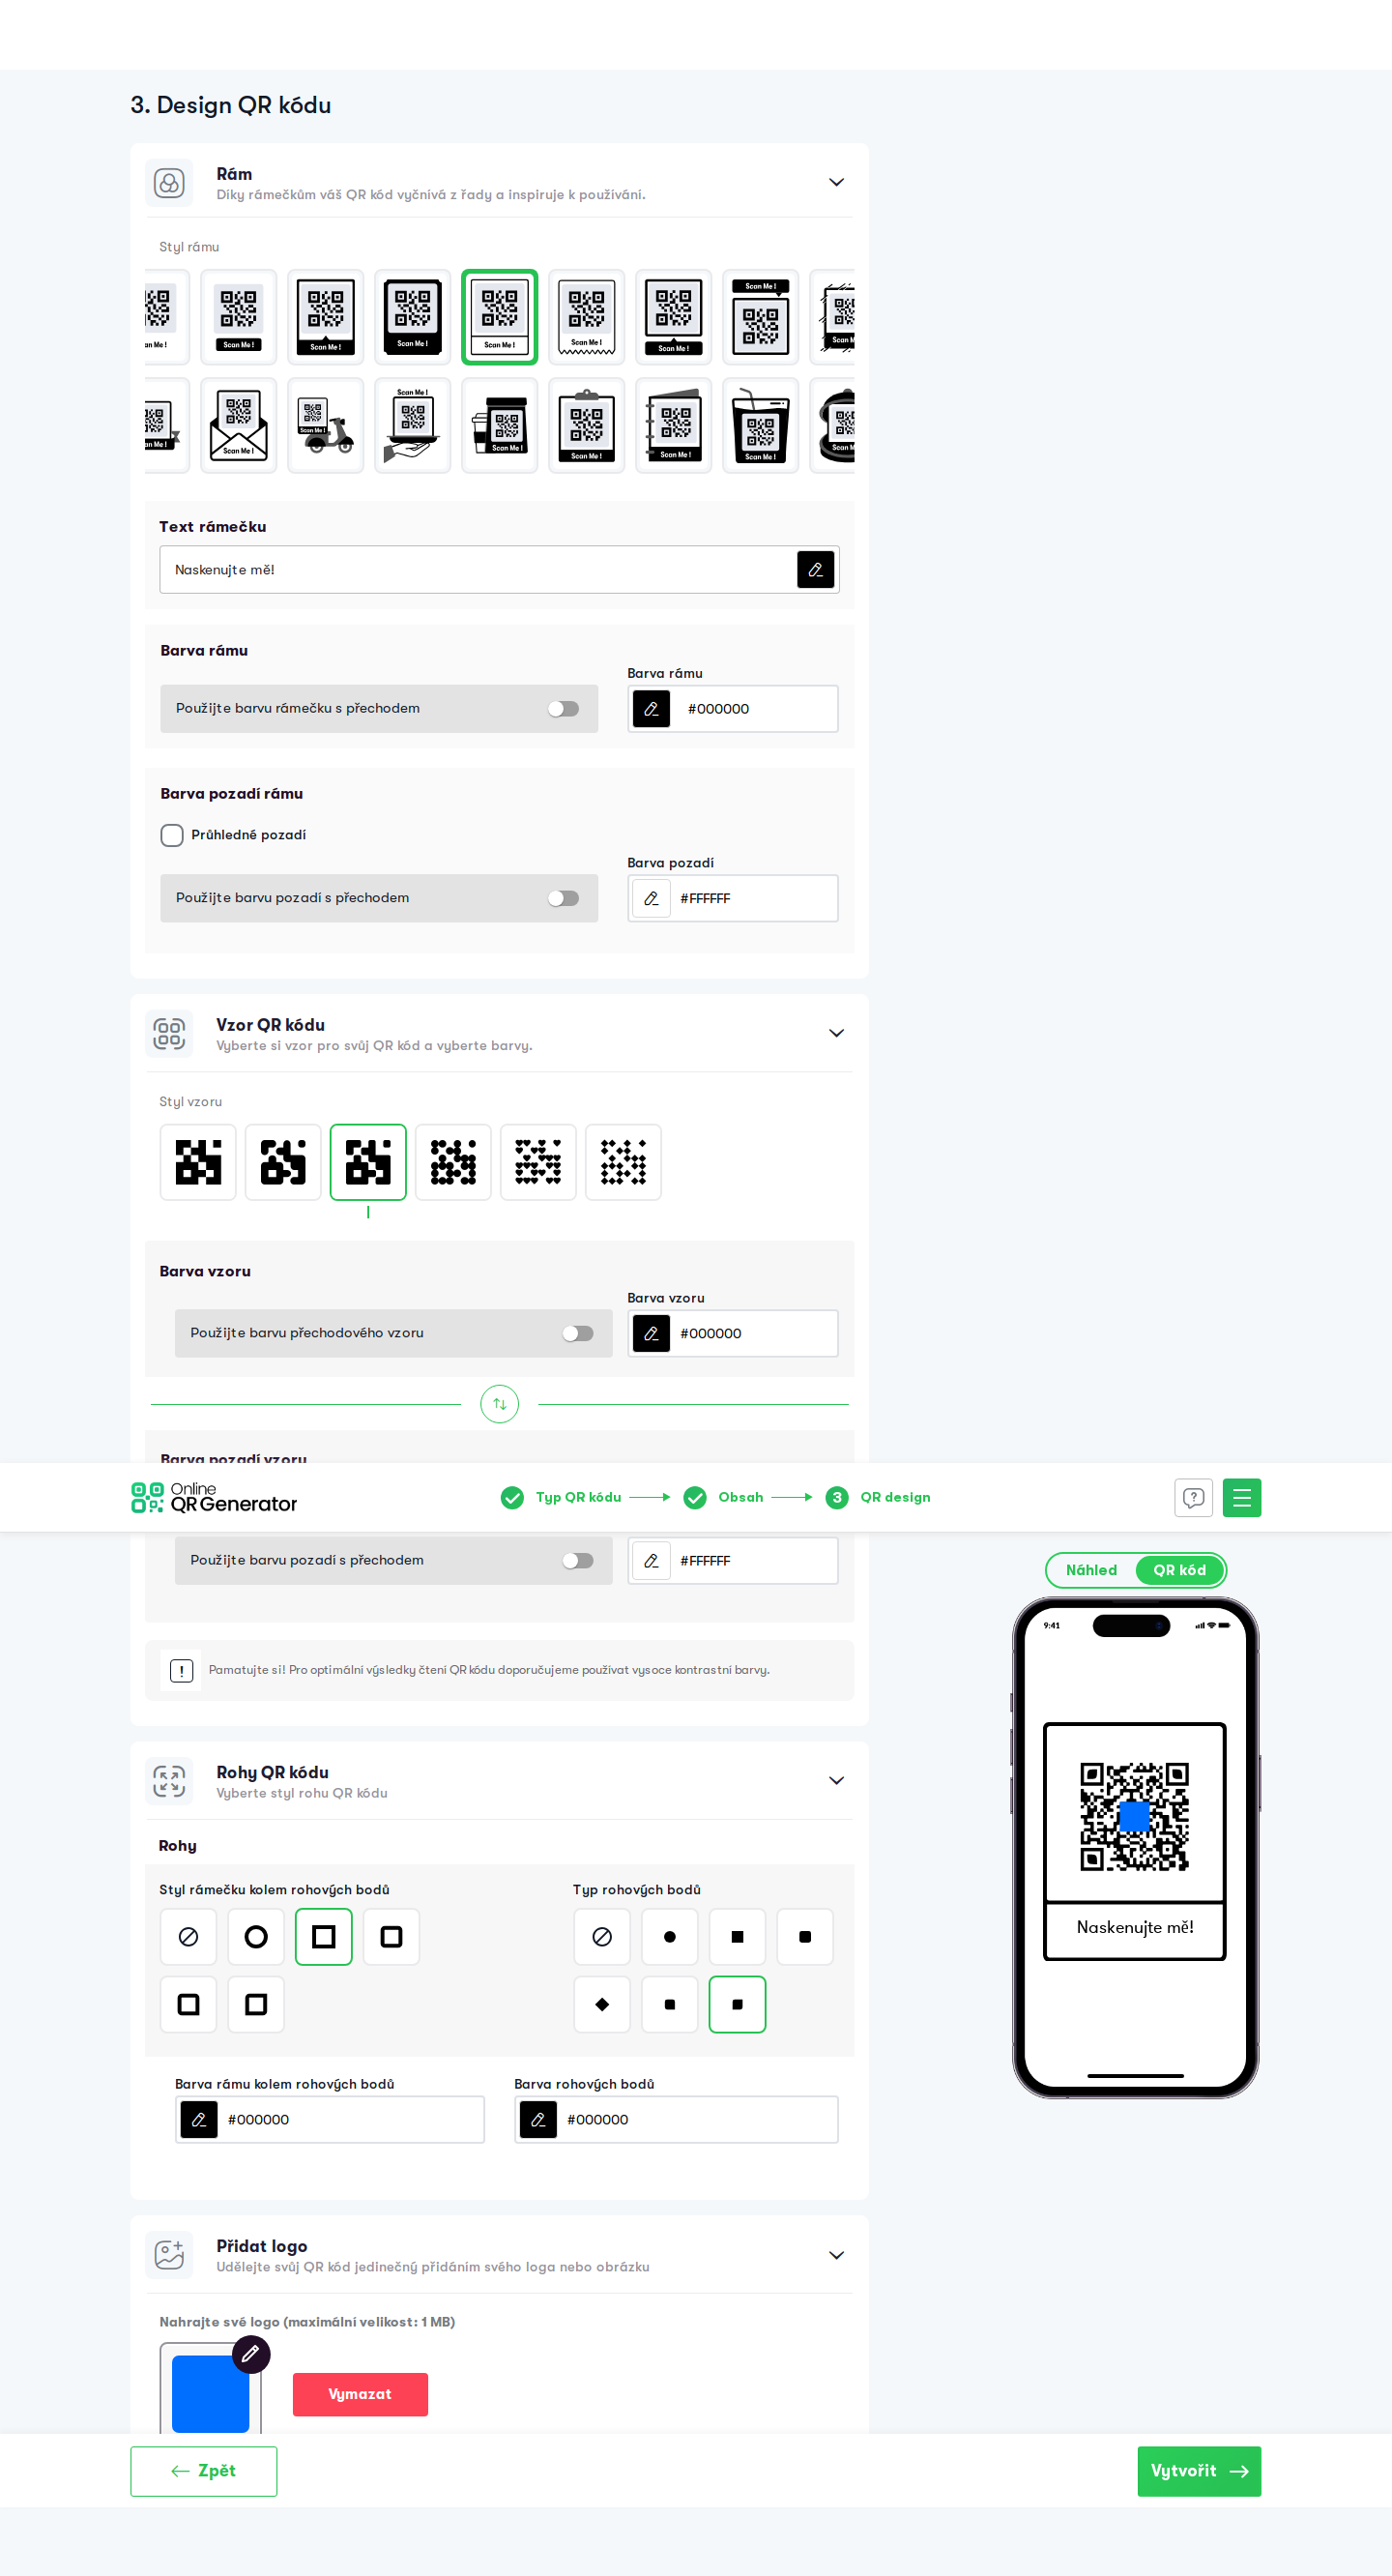 3. Design QR kódu
Rám
Díky rámečkům váš QR kód vyčnívá z řady a inspiruje k používání.
Styl rámu
an Me !
Scan Me !
Scan Me !
Scan Me !
Scan Me !
Scan Me !
Scan Me !
Scan Me !
Scan M
an Me !
Scan Me !
Scan Me !
Scan Me !
Scan Me !
Scan Me !
Scan Me !
Scan Me !
Scan M
Text rámečku
Naskenujte mě!
Barva rámu
Barva rámu
Použijte barvu rámečku s přechodem
#000000
Barva pozadí rámu
Průhledné pozadí
Barva pozadí
Použijte barvu pozadí s přechodem
#FFFFFF
Vzor QR kódu
Vyberte si vzor pro svůj QR kód a vyberte barvy.
Styl vzoru
Barva vzoru
Barva vzoru
Použijte barvu přechodového vzoru
#000000
Barva pozadí vzoru
Online
QR Generator
Typ QR kódu
Obsah
3 QR design
Použijte barvu pozadí s přechodem
#FFFFFF
Náhled
QR kód
9:41
Pamatujte si! Pro optimální výsledky čtení QR kódu doporučujeme používat vysoce kontrastní barvy.
Rohy QR kódu
Vyberte styl rohu QR kódu
Rohy
Styl rámečku kolem rohových bodů
Typ rohových bodů
Naskenujte mě!
Barva rámu kolem rohových bodů
Barva rohových bodů
#000000
#000000
Přidat logo
Udělejte svůj QR kód jedinečný přidáním svého loga nebo obrázku
Nahrajte své logo (maximální velikost: 1 MB)
Vymazat
Zpět
Vytvořit